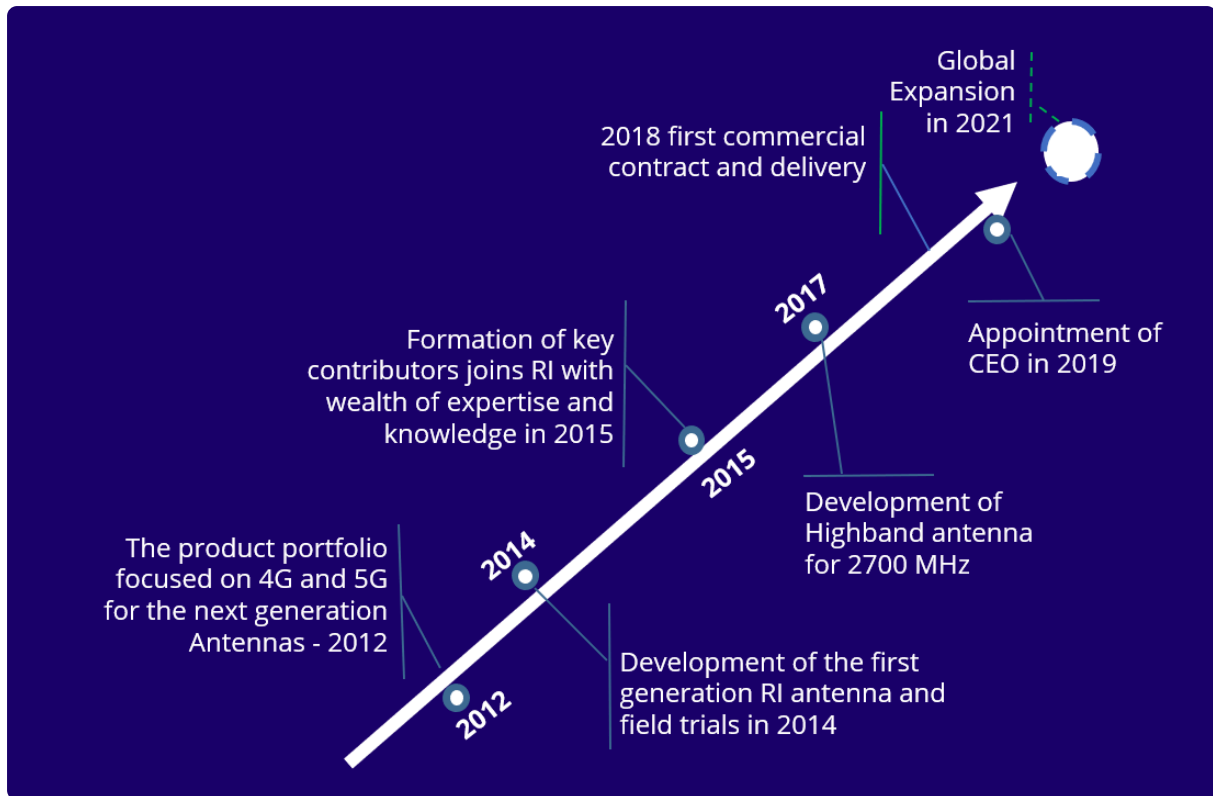 Global
Expansion
in 2021
2018 first commercial
contract and delivery
2017
Appointment of
CEO in 2019
Formation of key
contributors joins RI with
wealth of expertise and
knowledge in 2015
2015
Development of
Highband antenna
for 2700 MHz
2014
The product portfolio
focused on 4G and 5G
for the next generation
Antennas - 2012
Development of the first
generation RI antenna and
field trials in 2014
2012